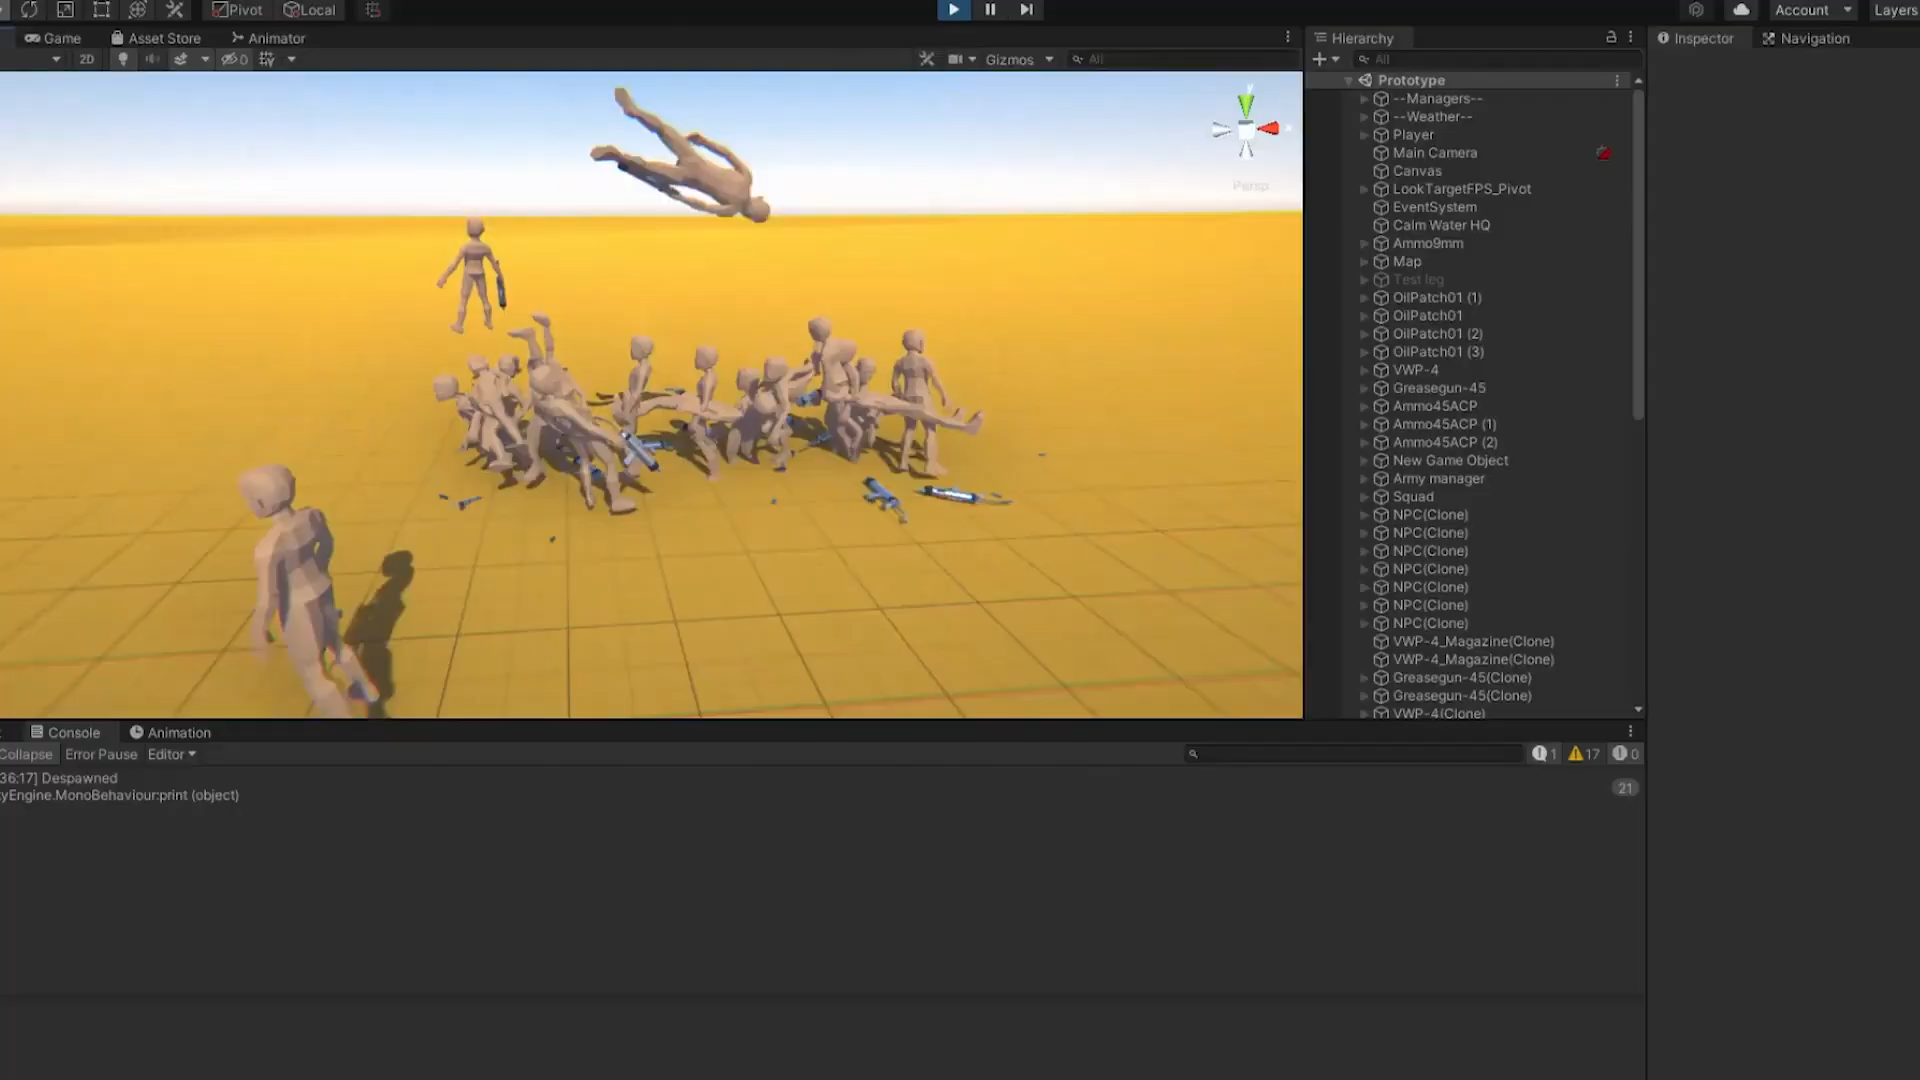 Pivot Local Account Layers
Game Asset Store Animator
2D 0 Gizmos All
Persp
Hierarchy
All
Prototype
--Managers--
--Weather--
Player
Main Camera
Canvas
LookTargetFPS_Pivot
EventSystem
Calm Water HQ
Ammo9mm
Map
Test leg
OilPatch01 (1)
OilPatch01
OilPatch01 (2)
OilPatch01 (3)
VWP-4
Greasegun-45
Ammo45ACP
Ammo45ACP (1)
Ammo45ACP (2)
New Game Object
Army manager
Squad
NPC(Clone)
NPC(Clone)
NPC(Clone)
NPC(Clone)
NPC(Clone)
NPC(Clone)
NPC(Clone)
VWP-4_Magazine(Clone)
VWP-4_Magazine(Clone)
Greasegun-45(Clone)
Greasegun-45(Clone)
VWP-4(Clone)
Inspector Navigation
Console Animation
Collapse Error Pause Editor 1 17 0
36:17] Despawned
yEngine.MonoBehaviour:print (object) 21